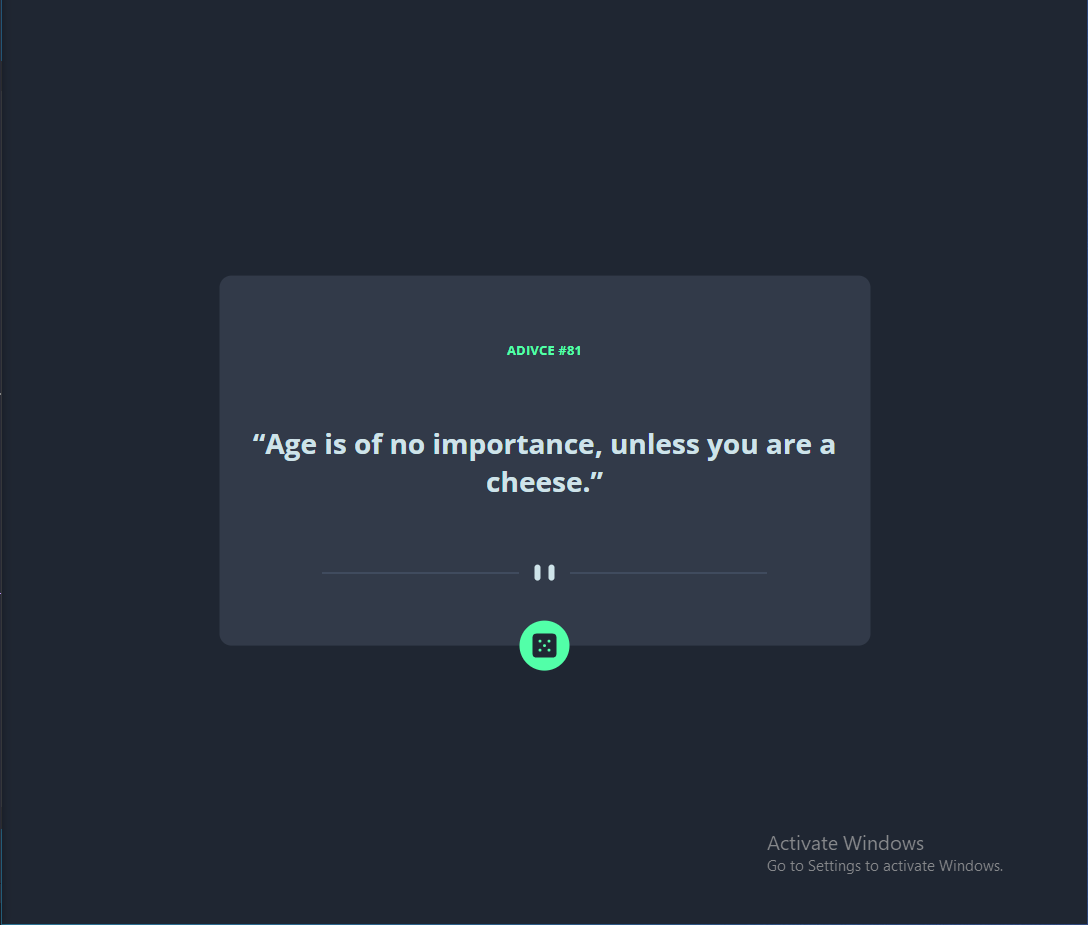 ADIVCE #81
“Age is of no importance, unless you are a
cheese.”
Activate Windows
Go to Settings to activate Windows.